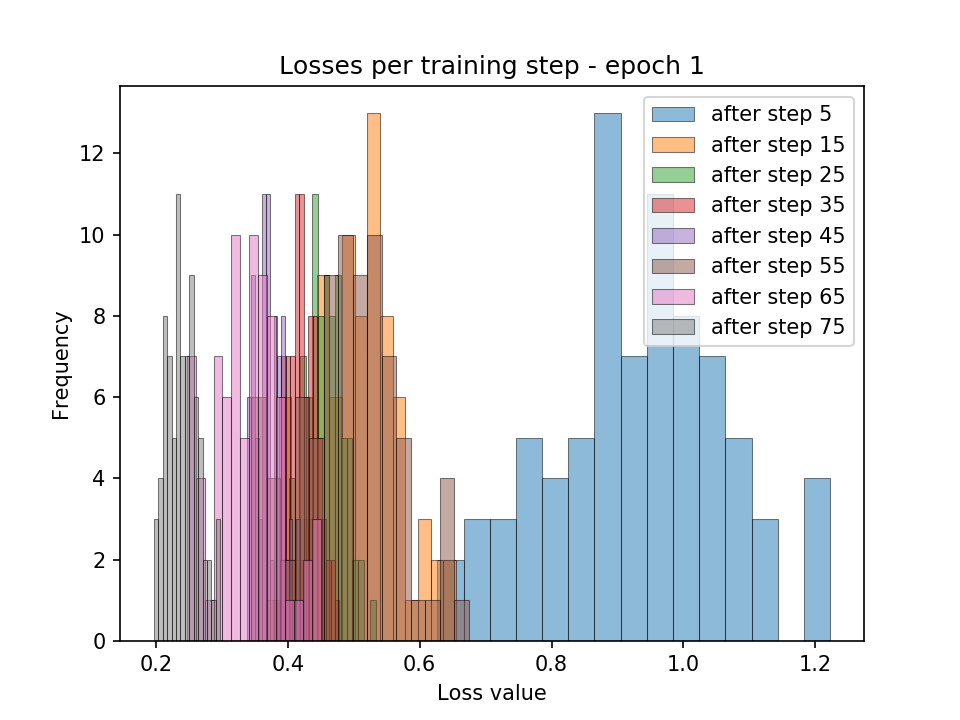 Losses per training step - epoch 1
after step 5
after step 15
after step 25
after step 35
after step 45
after step 55
after step 65
after step 75
12
10
8
6
4
2
0
Frequency
0.2 0.4 0.6 0.8 1.0 1.2
Loss value